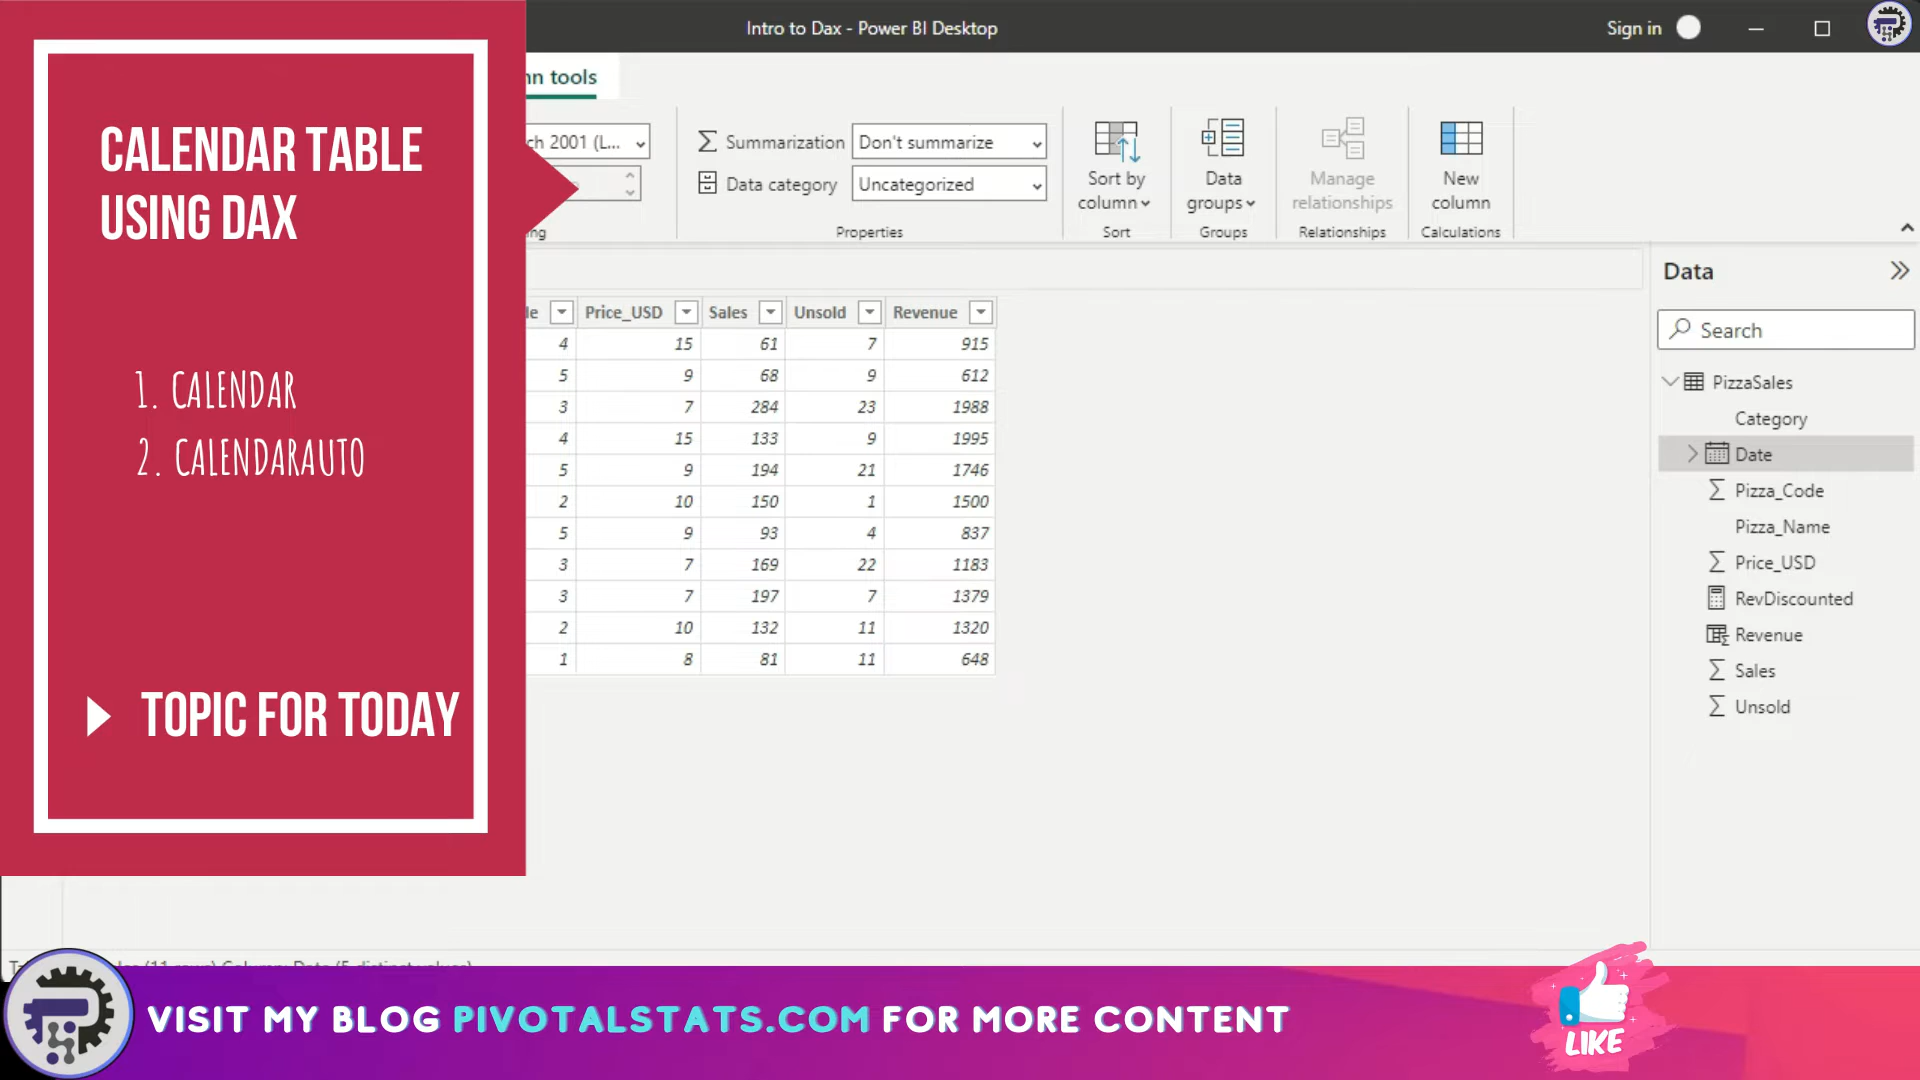 Intro to Dax - Power BI Desktop
Sign in
CALENDAR TABLE
USING DAX
1. CALENDAR
2. CALENDARAUTO
TOPIC FOR TODAY
tools
2001 (L...
Summarization Don't summarize
Data category Uncategorized
Properties
Sort by
column
Sort
Data
groups
Groups
Manage
relationships
Relationships
New
column
Calculations
Price_USD Sales Unsold Revenue
4 15 61 7 915
5 9 68 9 612
3 7 284 23 1988
4 15 133 9 1995
5 9 194 21 1746
2 10 150 1 1500
5 9 93 4 837
3 7 169 22 1183
3 7 197 7 1379
2 10 132 11 1320
1 8 81 11 648
Data
Search
PizzaSales
Category
Date
Pizza_Code
Pizza_Name
Price_USD
RevDiscounted
Revenue
Sales
Unsold
VISIT MY BLOG PIVOTALSTATS.COM FOR MORE CONTENT
LIKE